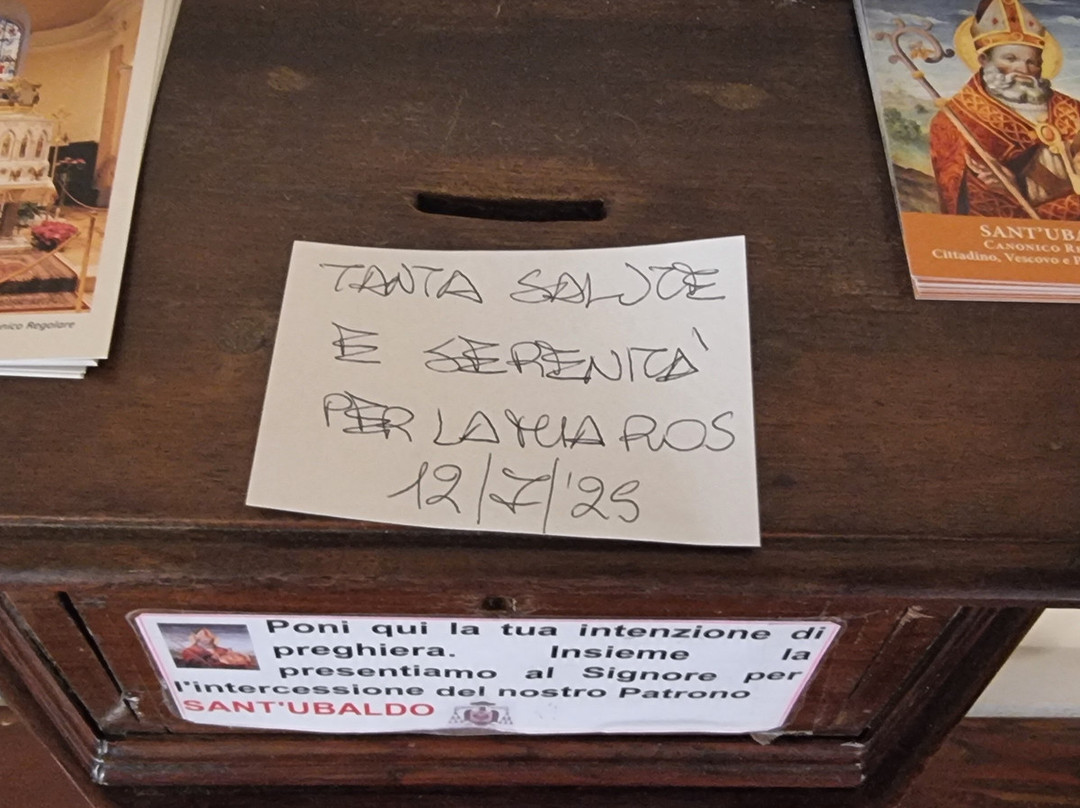 TANTA SALUTE
E SERENITA'
PER LA MIA ROS
12/7/'25
Poni qui la tua intenzione di
preghiera. Insieme la
presentiamo al Signore per
l'intercessione del nostro Patrono
SANT'UBALDO
nico Regolare
SANT'UBA
CANONICO RE
Cittadino, Vescovo e P